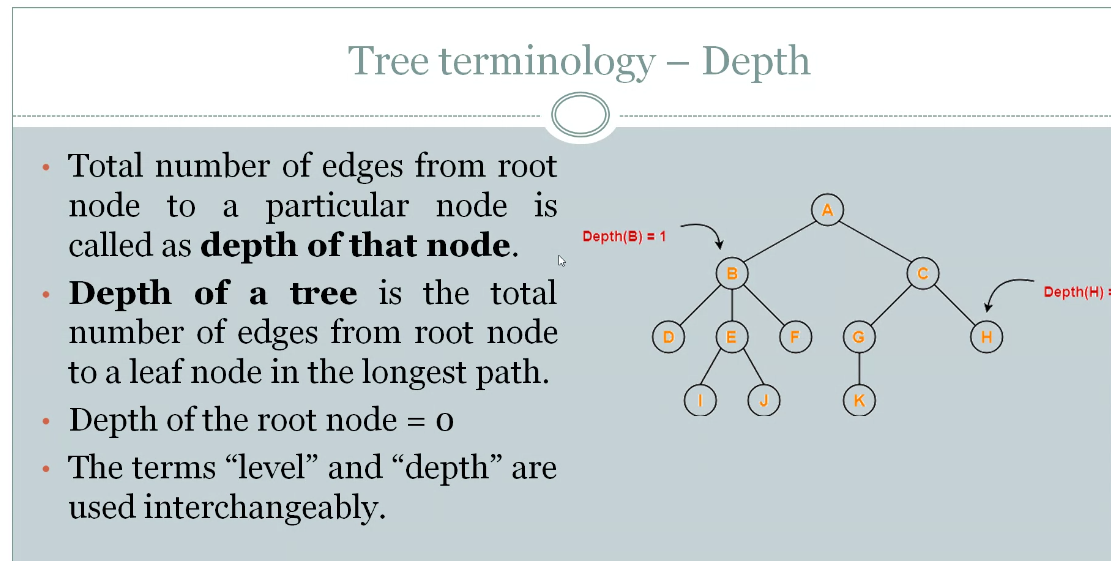 Tree terminology – Depth
• Total number of edges from root
node to a particular node is
called as depth of that node.
• Depth of a tree is the total
number of edges from root node
to a leaf node in the longest path.
• Depth of the root node = 0
• The terms “level” and “depth” are
used interchangeably.
A
Depth(B) = 1
B
C
Depth(H) =
D
E
F
G
H
I
J
K